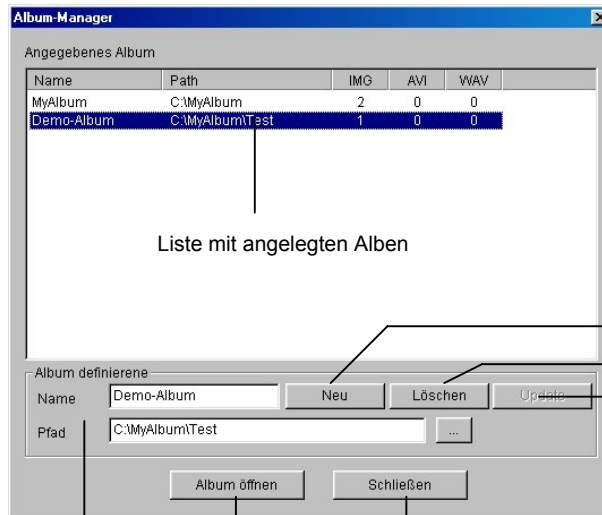 Album-Manager
Angegebenes Album
Name Path IMG AVI WAV
MyAlbum C:\MyAlbum 2 0 0
Demo-Album C:\MyAlbum\Test 1 0 0
Liste mit angelegten Alben
Album definierene
Name Demo-Album Neu Löschen Update
Pfad C:\MyAlbum\Test ...
Album öffnen Schließen